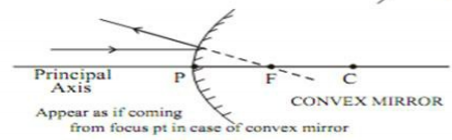 Principal
Axis
P
F
C
CONVEX MIRROR
Appear as if coming
from focus pt in case of convex mirror